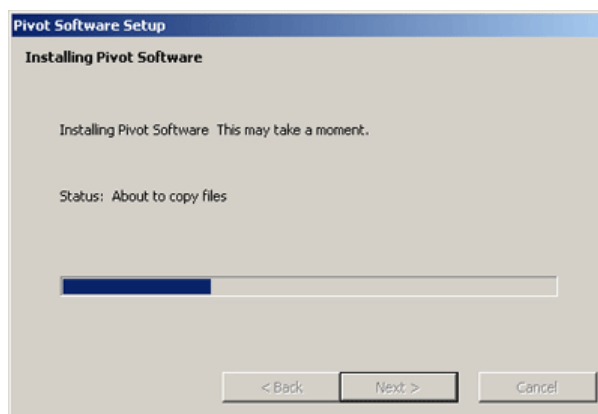 Pivot Software Setup
Installing Pivot Software
Installing Pivot Software This may take a moment.
Status: About to copy files
< Back Next > Cancel